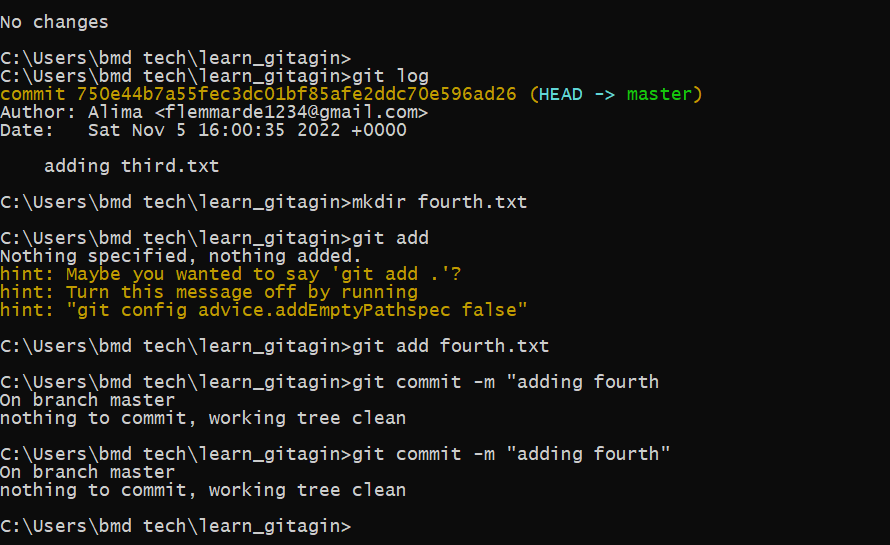 No changes
C:\Users\bmd tech\learn_gitagin>
C:\Users\bmd tech\learn_gitagin>git log
commit 750e44b7a55fec3dc01bf85afe2ddc70e596ad26 (HEAD -> master)
Author: Alima <flemmarde1234@gmail.com>
Date:   Sat Nov 5 16:00:35 2022 +0000
    adding third.txt
C:\Users\bmd tech\learn_gitagin>mkdir fourth.txt
C:\Users\bmd tech\learn_gitagin>git add
Nothing specified, nothing added.
hint: Maybe you wanted to say 'git add .'?
hint: Turn this message off by running
hint: "git config advice.addEmptyPathspec false"
C:\Users\bmd tech\learn_gitagin>git add fourth.txt
C:\Users\bmd tech\learn_gitagin>git commit -m "adding fourth
On branch master
nothing to commit, working tree clean
C:\Users\bmd tech\learn_gitagin>git commit -m "adding fourth"
On branch master
nothing to commit, working tree clean
C:\Users\bmd tech\learn_gitagin>